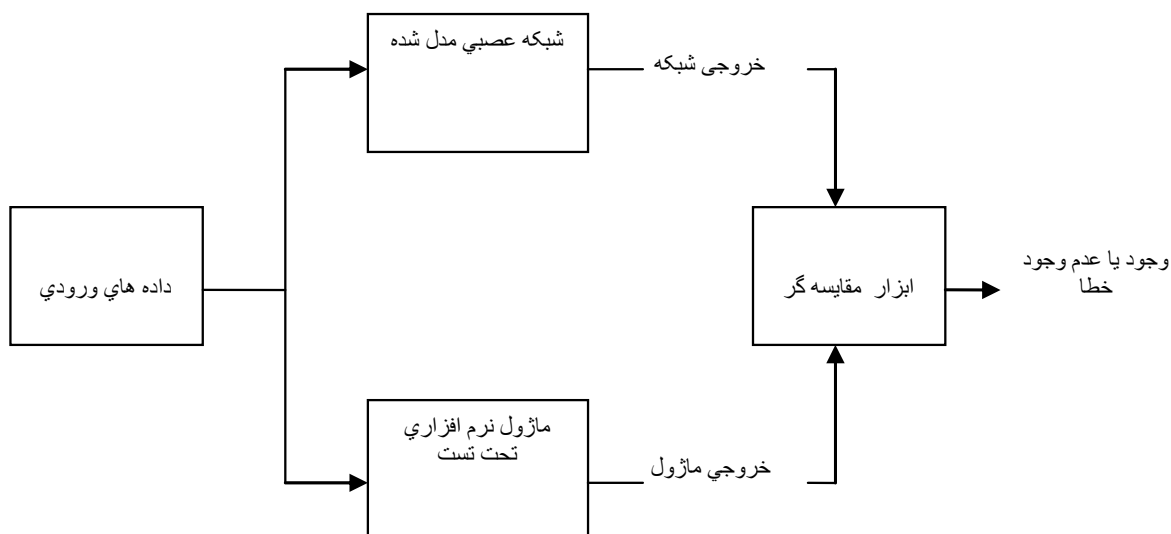 شبكه عصبي مدل شده
خروجی شبکه
داده هاي ورودي
ابزار مقايسه گر
وجود يا عدم وجود
خطا
ماژول نرم افزاري
تحت تست
خروجي ماژول